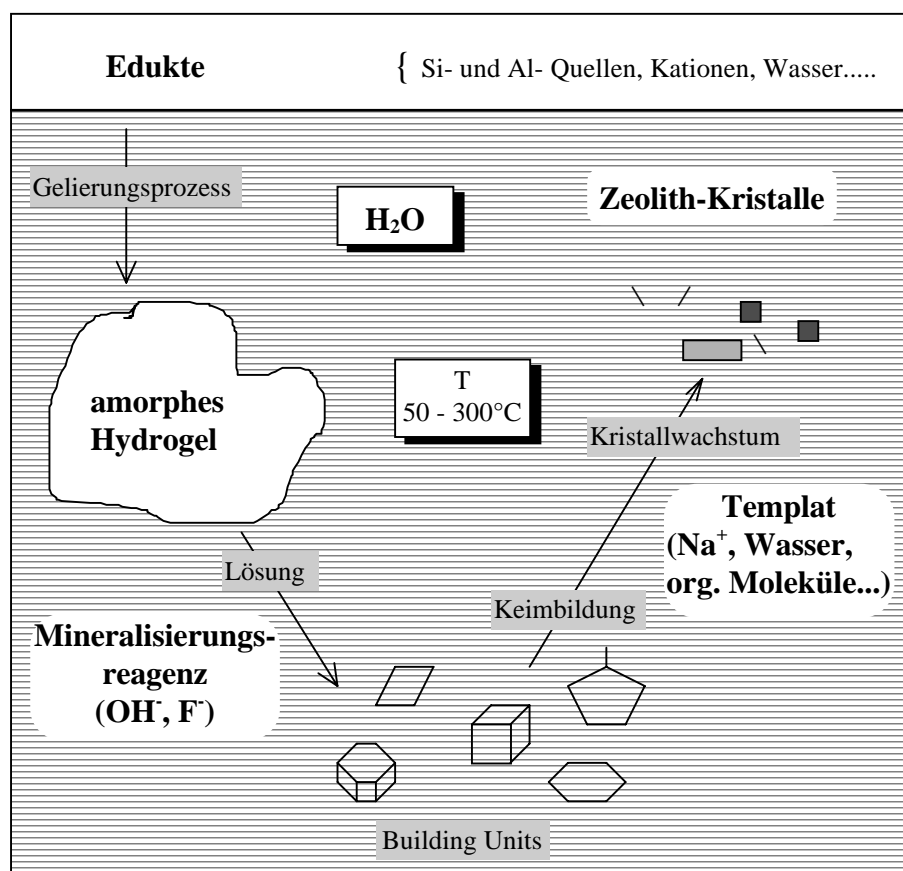 Edukte
{ Si- und Al- Quellen, Kationen, Wasser.....
Gelierungsprozess
H₂O
Zeolith-Kristalle
amorphes
Hydrogel
T
50 - 300°C
Kristallwachstum
Templat
(Na⁺, Wasser,
org. Moleküle...)
Lösung
Keimbildung
Mineralisierungs-
reagenz
(OH⁻, F⁻)
Building Units